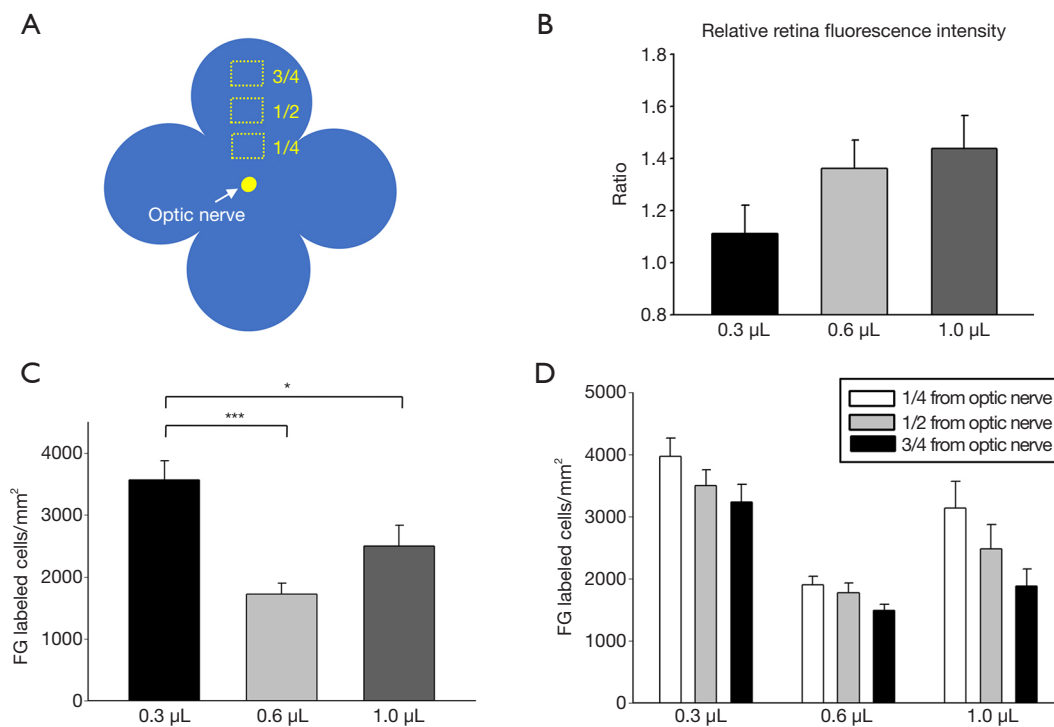 A
3/4
1/2
1/4
Optic nerve
B
Relative retina fluorescence intensity
Ratio
1.8
1.6
1.4
1.2
1.0
0.8
0.3 µL
0.6 µL
1.0 µL
C
*
***
FG labeled cells/mm²
4000
3000
2000
1000
0
0.3 µL
0.6 µL
1.0 µL
D
FG labeled cells/mm²
5000
4000
3000
2000
1000
0
1/4 from optic nerve
1/2 from optic nerve
3/4 from optic nerve
0.3 µL
0.6 µL
1.0 µL